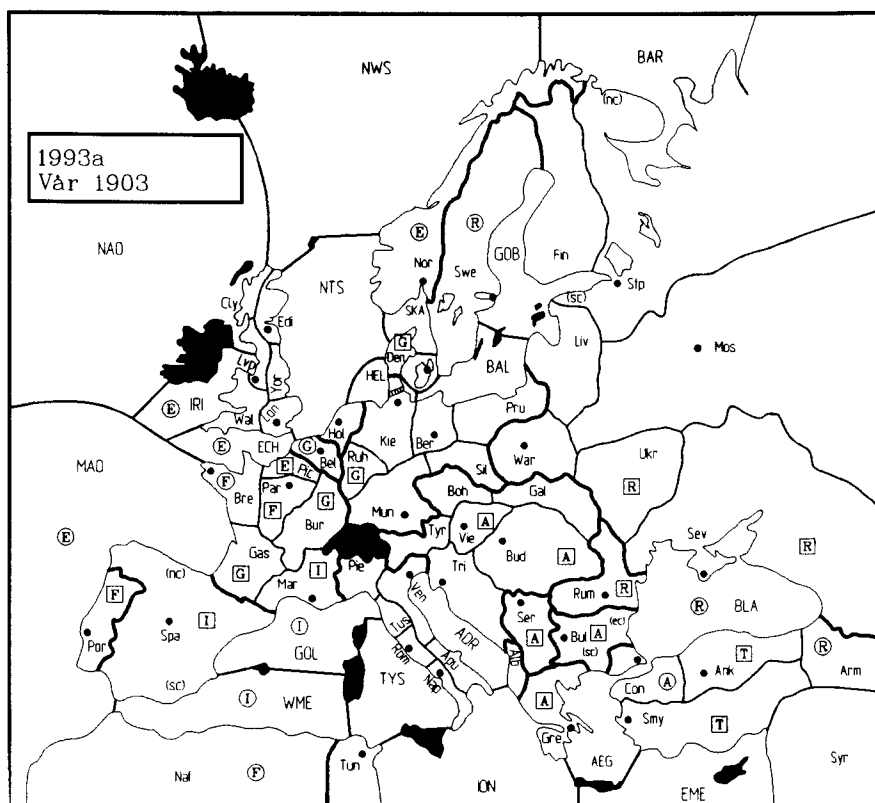 NWS
BAR
(nc)
1993a
Vår 1903
NAO
E
R
Nor
Swe
GOB
Fin
Stp
(sc)
NTS
SKA
Cly
Edi
G
Den
Liv
Mos
Lvp
Yor
HEL
BAL
IRI
E
Wal
Lon
Hol
Kie
Ber
Pru
War
Ukr
E
ECH
G
Bel
Ruh
MAO
F
E
Pic
G
Sil
R
Bre
Par
F
Bur
G
Mun
Boh
Gal
Sev
E
Tyr
Vie
A
Bud
A
R
(nc)
Gas
G
Mar
I
Pie
Ven
Tri
Rum
R
R
BLA
F
Por
Spa
I
I
GOL
Tus
ADR
Ser
A
Bul
A
(ec)
(sc)
T
R
Rom
Apu
Alb
Ank
Arm
(sc)
I
WME
TYS
Nap
A
Con
A
Smy
T
Gre
Syr
Naf
F
Tun
ION
AEG
EME